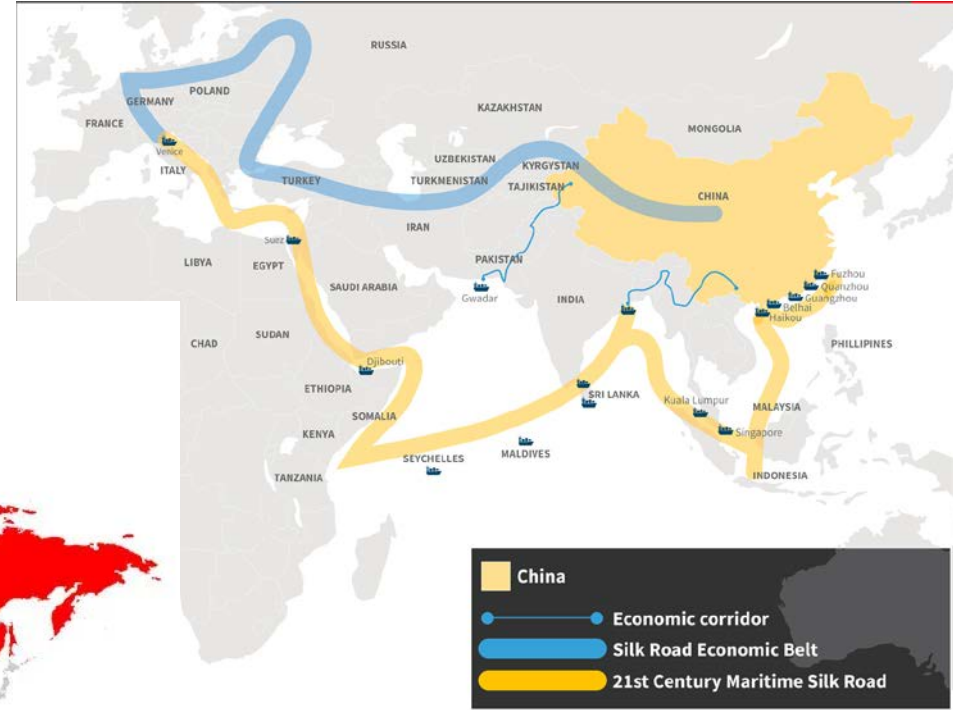 RUSSIA
POLAND
GERMANY
FRANCE
KAZAKHSTAN
MONGOLIA
Venice
ITALY
UZBEKISTAN
KYRGYSTAN
TURKEY
TURKMENISTAN
TAJIKISTAN
CHINA
IRAN
Suez
LIBYA
EGYPT
PAKISTAN
SAUDI ARABIA
Gwadar
INDIA
Fuzhou
Quanzhou
Guangzhou
Belhai
Haikou
SUDAN
CHAD
PHILLIPINES
Djibouti
ETHIOPIA
SRI LANKA
Kuala Lumpur
MALAYSIA
SOMALIA
KENYA
Singapore
MALDIVES
SEYCHELLES
TANZANIA
INDONESIA
China
Economic corridor
Silk Road Economic Belt
21st Century Maritime Silk Road